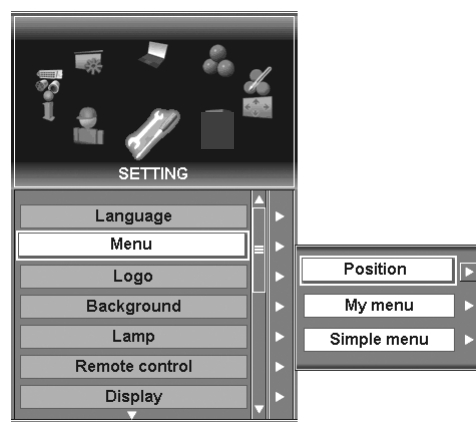 SETTING
Language
Menu
Logo
Background
Lamp
Remote control
Display
Position
My menu
Simple menu